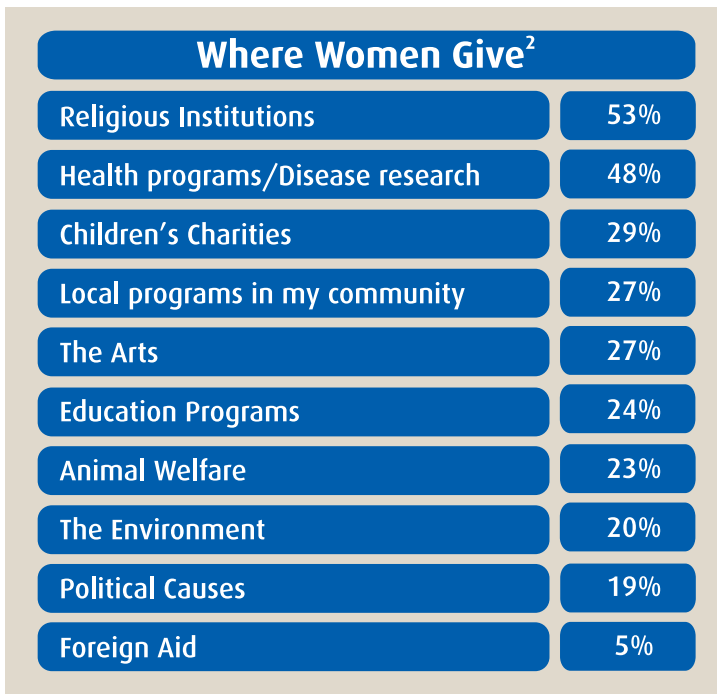 Where Women Give²
Religious Institutions 53%
Health programs/Disease research 48%
Children’s Charities 29%
Local programs in my community 27%
The Arts 27%
Education Programs 24%
Animal Welfare 23%
The Environment 20%
Political Causes 19%
Foreign Aid 5%